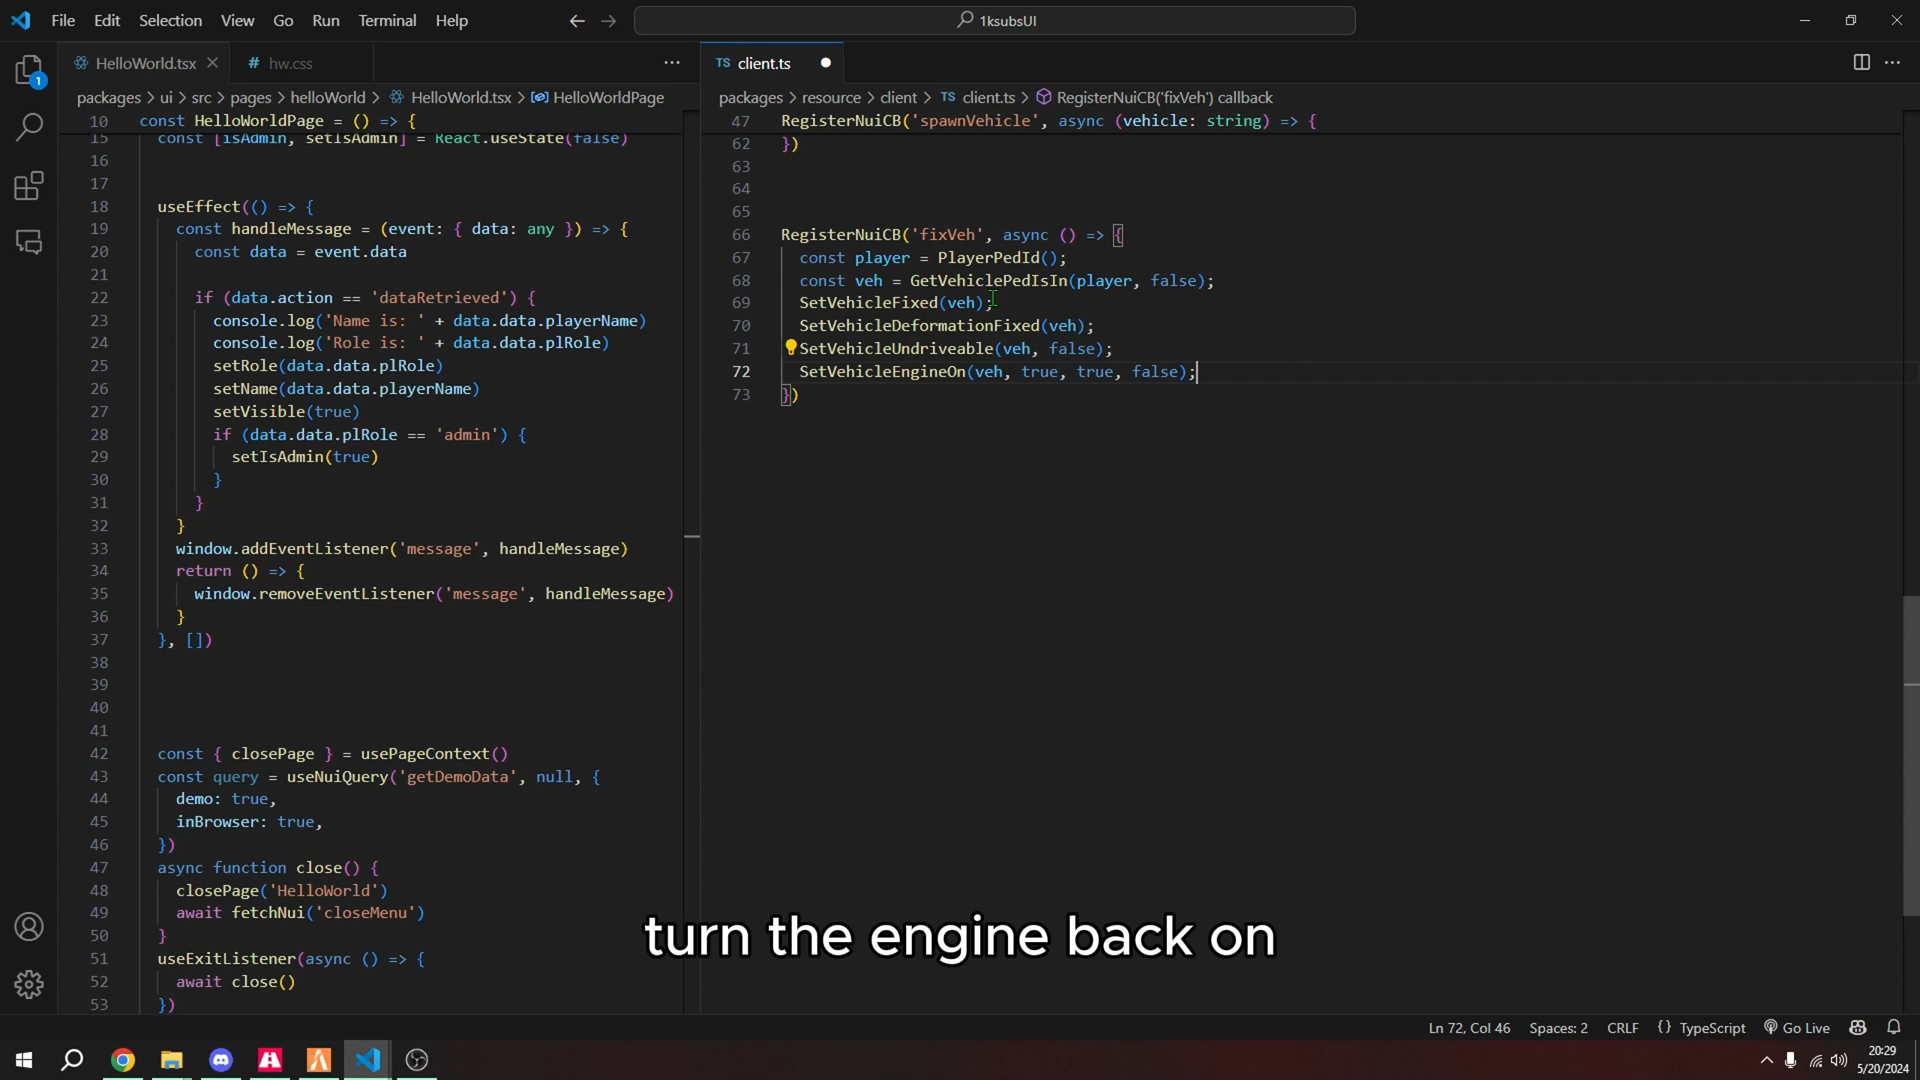 File Edit Selection View Go Run Terminal Help
1ksubsUI
HelloWorld.tsx
# hw.css
packages > ui > src > pages > helloWorld > HelloWorld.tsx > HelloWorldPage
10 const HelloWorldPage = () => {
15 const [isAdmin, setIsAdmin] = React.useState(false)
16
17
18 useEffect(() => {
19 const handleMessage = (event: { data: any }) => {
20 const data = event.data
21
22 if (data.action == 'dataRetrieved') {
23 console.log('Name is: ' + data.data.playerName)
24 console.log('Role is: ' + data.data.plRole)
25 setRole(data.data.plRole)
26 setName(data.data.playerName)
27 setVisible(true)
28 if (data.data.plRole == 'admin') {
29 setIsAdmin(true)
30 }
31 }
32 }
33 window.addEventListener('message', handleMessage)
34 return () => {
35 window.removeEventListener('message', handleMessage)
36 }
37 }, [])
38
39
40
41
42 const { closePage } = usePageContext()
43 const query = useNuiQuery('getDemoData', null, {
44 demo: true,
45 inBrowser: true,
46 })
47 async function close() {
48 closePage('HelloWorld')
49 await fetchNui('closeMenu')
50 }
51 useExitListener(async () => {
52 await close()
53 })
TS client.ts
packages > resource > client > TS client.ts > RegisterNuiCB('fixVeh') callback
47 RegisterNuiCB('spawnVehicle', async (vehicle: string) => {
62 })
63
64
65
66 RegisterNuiCB('fixVeh', async () => {
67 const player = PlayerPedId();
68 const veh = GetVehiclePedIsIn(player, false);
69 SetVehicleFixed(veh);
70 SetVehicleDeformationFixed(veh);
71 SetVehicleUndriveable(veh, false);
72 SetVehicleEngineOn(veh, true, true, false);
73 })
turn the engine back on
1
Ln 72, Col 46 Spaces: 2 CRLF {} TypeScript Go Live
20:29
5/20/2024